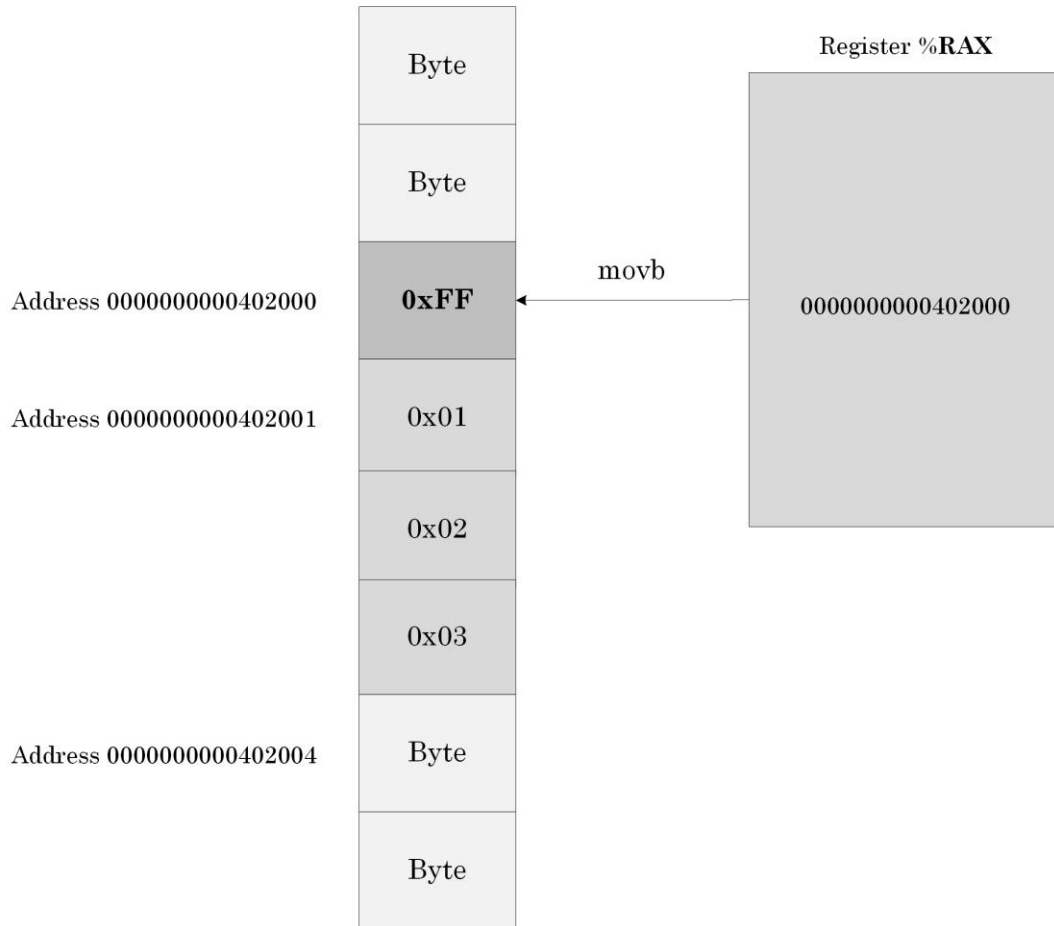 Register %RAX
Byte
Byte
movb
Address 0000000000402000
0xFF
0000000000402000
Address 0000000000402001
0x01
0x02
0x03
Address 0000000000402004
Byte
Byte